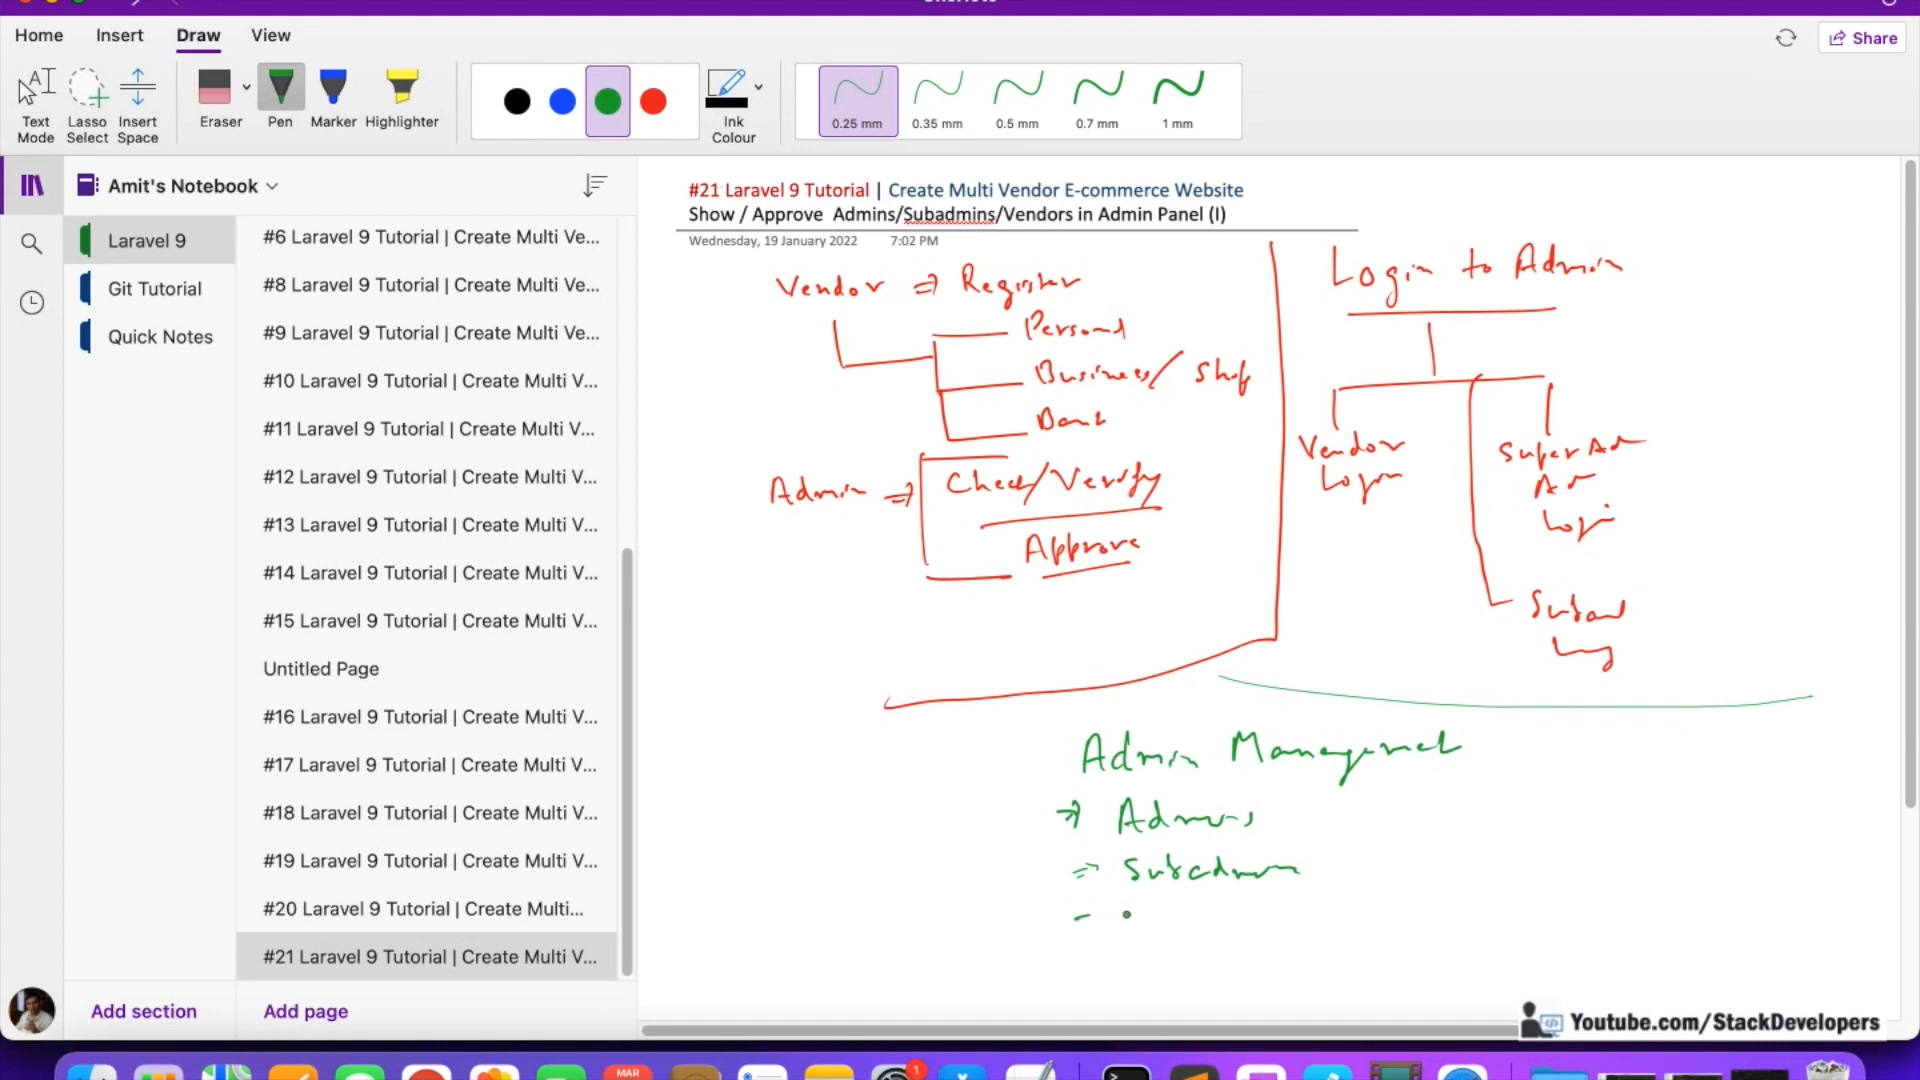 OneNote
Home Insert Draw View
Share
Text Mode
Lasso Select
Insert Space
Eraser
Pen
Marker
Highlighter
Ink Colour
0.25 mm
0.35 mm
0.5 mm
0.7 mm
1 mm
Amit's Notebook
Laravel 9
Git Tutorial
Quick Notes
#6 Laravel 9 Tutorial | Create Multi Ve...
#8 Laravel 9 Tutorial | Create Multi Ve...
#9 Laravel 9 Tutorial | Create Multi Ve...
#10 Laravel 9 Tutorial | Create Multi V...
#11 Laravel 9 Tutorial | Create Multi V...
#12 Laravel 9 Tutorial | Create Multi V...
#13 Laravel 9 Tutorial | Create Multi V...
#14 Laravel 9 Tutorial | Create Multi V...
#15 Laravel 9 Tutorial | Create Multi V...
Untitled Page
#16 Laravel 9 Tutorial | Create Multi V...
#17 Laravel 9 Tutorial | Create Multi V...
#18 Laravel 9 Tutorial | Create Multi V...
#19 Laravel 9 Tutorial | Create Multi V...
#20 Laravel 9 Tutorial | Create Multi...
#21 Laravel 9 Tutorial | Create Multi V...
Add section
Add page
#21 Laravel 9 Tutorial | Create Multi Vendor E-commerce Website
Show / Approve Admins/Subadmins/Vendors in Admin Panel (I)
Wednesday, 19 January 2022 7:02 PM
Vendor ⇒ Register
Personal
Business/ Shop
Bank
Admin ⇒
Check/Verify
Approve
Login to Admin
Vendor
Login
Super Ad
Login
Admin Management
⇒ Admins
⇒ Subadmins
Youtube.com/StackDevelopers
MAR
1